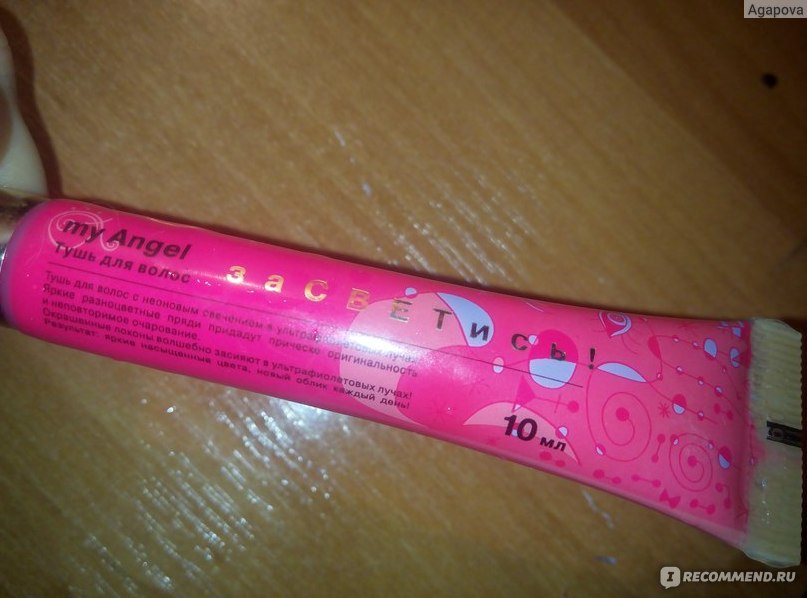 Agapova
my Angel
Тушь для волос
засветись!
Тушь для волос с неоновым свечением в ультрафиолетовых лучах
Яркие разноцветные пряди придадут прическе оригинальность
и неповторимое очарование.
Окрашенные локоны волшебно засияют в ультрафиолетовых лучах!
Результат: яркие насыщенные цвета, новый облик каждый день!
10 мл
IRECOMMEND.RU